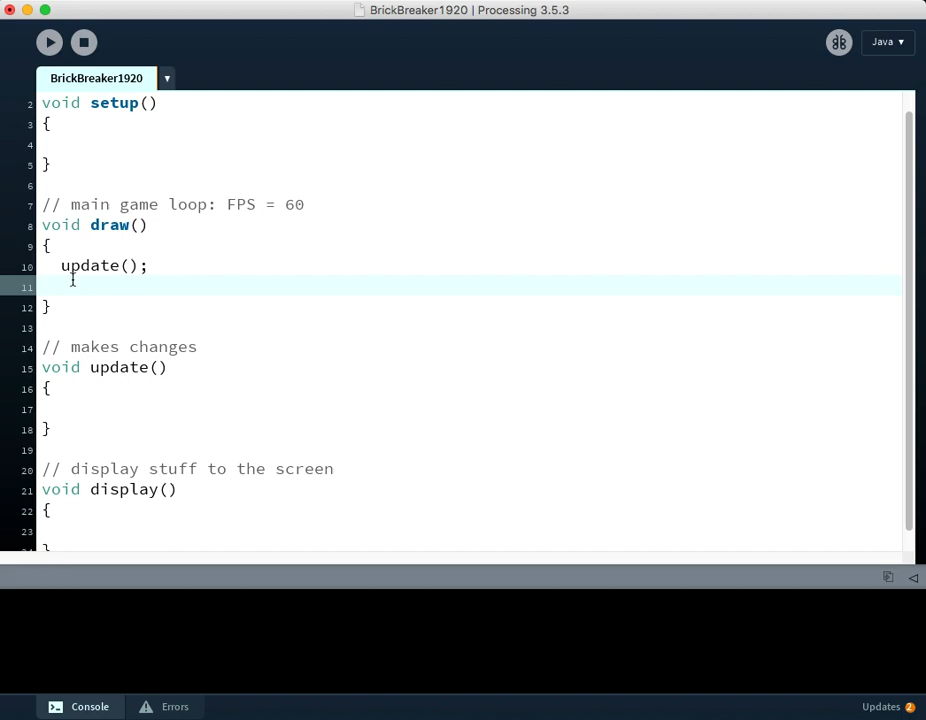 BrickBreaker1920 | Processing 3.5.3
Java ▾
BrickBreaker1920 ▾
2 void setup()
3 {
4
5 }
6
7 // main game loop: FPS = 60
8 void draw()
9 {
10 update();
11
12 }
13
14 // makes changes
15 void update()
16 {
17
18 }
19
20 // display stuff to the screen
21 void display()
22 {
23
}
Console Errors Updates 2